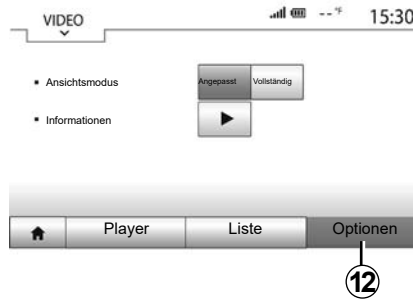 VIDEO
--°F
15:30
▪ Ansichtsmodus
Angepasst
Vollständig
▪ Informationen
Player
Liste
Optionen
12